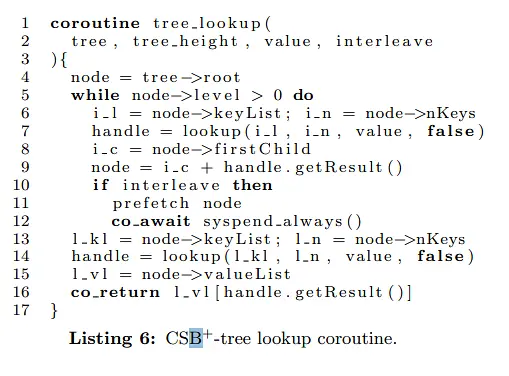 1 coroutine tree_lookup(
2 tree, tree_height, value, interleave
3 ){
4 node = tree->root
5 while node->level > 0 do
6 i_l = node->keyList; i_n = node->nKeys
7 handle = lookup(i_l, i_n, value, false)
8 i_c = node->firstChild
9 node = i_c + handle.getResult()
10 if interleave then
11 prefetch node
12 co_await syspend_always()
13 l_kl = node->keyList; l_n = node->nKeys
14 handle = lookup(l_kl, l_n, value, false)
15 l_vl = node->valueList
16 co_return l_vl[handle.getResult()]
17 }
Listing 6: CSB+-tree lookup coroutine.